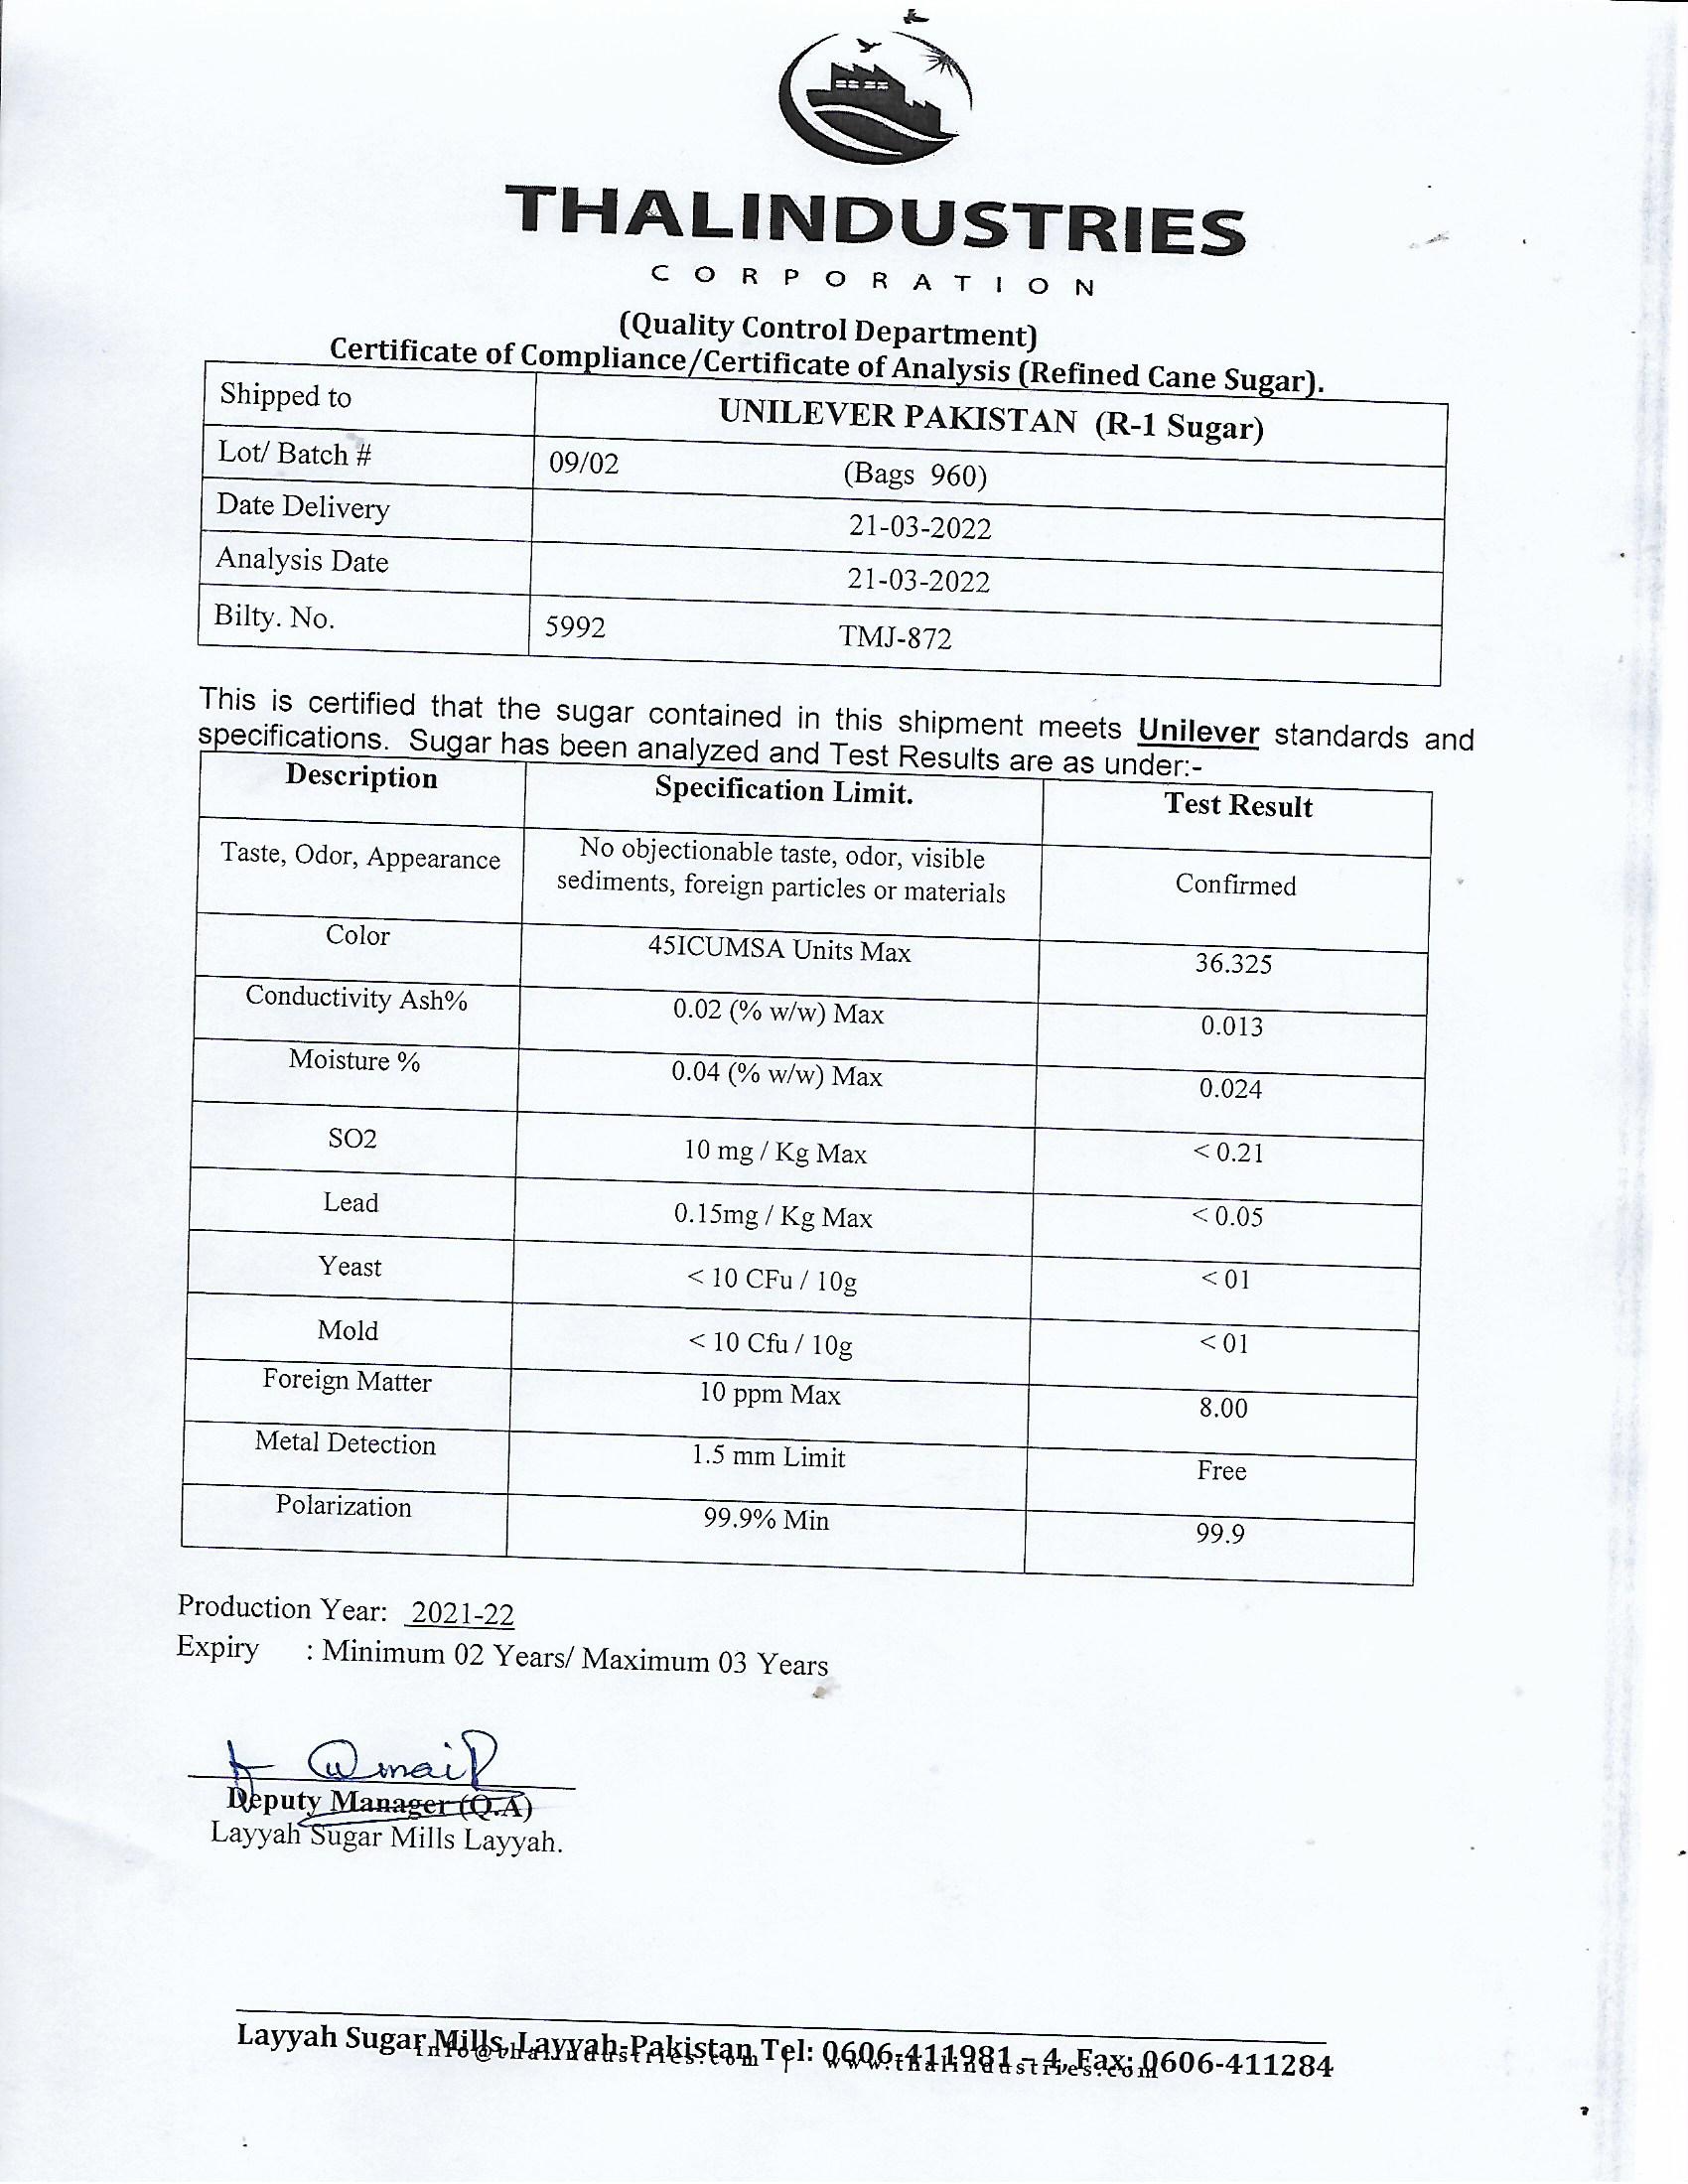 THALINDUSTRIES
CORPORATION
(Quality Control Department)
Certificate of Compliance/Certificate of Analysis (Refined Cane Sugar).
Shipped to UNILEVER PAKISTAN (R-1 Sugar)
Lot/ Batch # 09/02 (Bags 960)
Date Delivery 21-03-2022
Analysis Date 21-03-2022
Bilty. No. 5992 TMJ-872
This is certified that the sugar contained in this shipment meets Unilever standards and
specifications. Sugar has been analyzed and Test Results are as under:-
Description Specification Limit. Test Result
Taste, Odor, Appearance No objectionable taste, odor, visible
sediments, foreign particles or materials Confirmed
Color 45ICUMSA Units Max 36.325
Conductivity Ash% 0.02 (% w/w) Max 0.013
Moisture % 0.04 (% w/w) Max 0.024
SO2 10 mg / Kg Max < 0.21
Lead 0.15mg / Kg Max < 0.05
Yeast < 10 CFu / 10g < 01
Mold < 10 Cfu / 10g < 01
Foreign Matter 10 ppm Max 8.00
Metal Detection 1.5 mm Limit Free
Polarization 99.9% Min 99.9
Production Year: 2021-22
Expiry : Minimum 02 Years/ Maximum 03 Years
Deputy Manager (Q.A)
Layyah Sugar Mills Layyah.
Layyah Sugar Mills, Layyah-Pakistan Tel: 0606-411981 – 4, Fax: 0606-411284
info@thalindustries.com | www.thalindustries.com